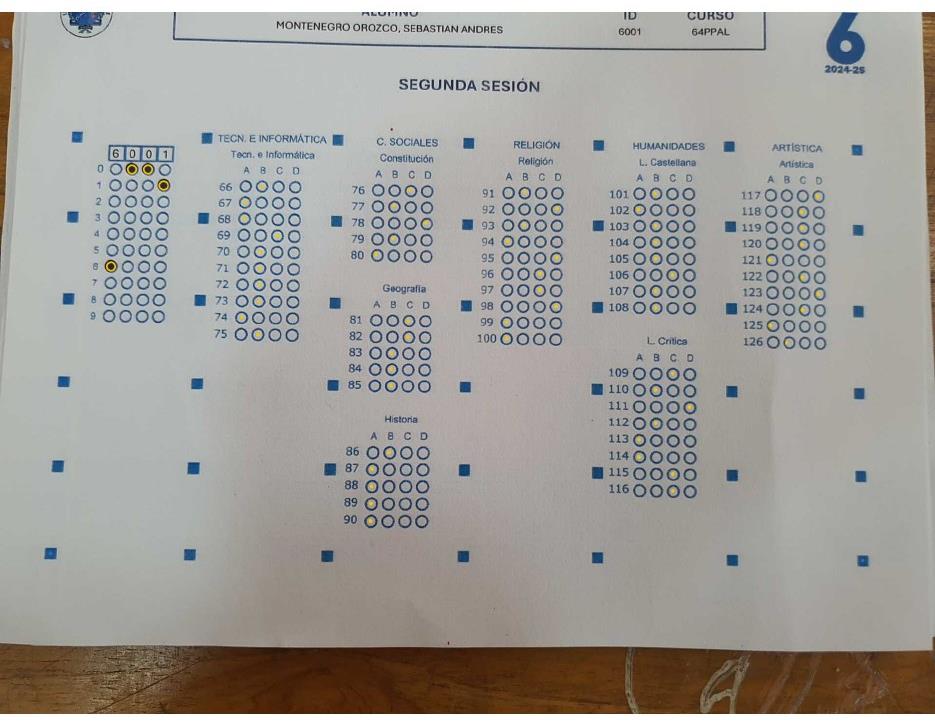 ALUMNO
ID
CURSO
MONTENEGRO OROZCO, SEBASTIAN ANDRES
6001
64PPAL
6
2024-25
SEGUNDA SESIÓN
6 0 0 1
0
1
2
3
4
5
6
7
8
9
TECN. E INFORMÁTICA
Tecn. e Informática
A B C D
66
67
68
69
70
71
72
73
74
75
C. SOCIALES
Constitución
A B C D
76
77
78
79
80
Geografía
A B C D
81
82
83
84
85
Historia
A B C D
86
87
88
89
90
RELIGIÓN
Religión
A B C D
91
92
93
94
95
96
97
98
99
100
HUMANIDADES
L. Castellana
A B C D
101
102
103
104
105
106
107
108
L. Crítica
A B C D
109
110
111
112
113
114
115
116
ARTÍSTICA
Artística
A B C D
117
118
119
120
121
122
123
124
125
126